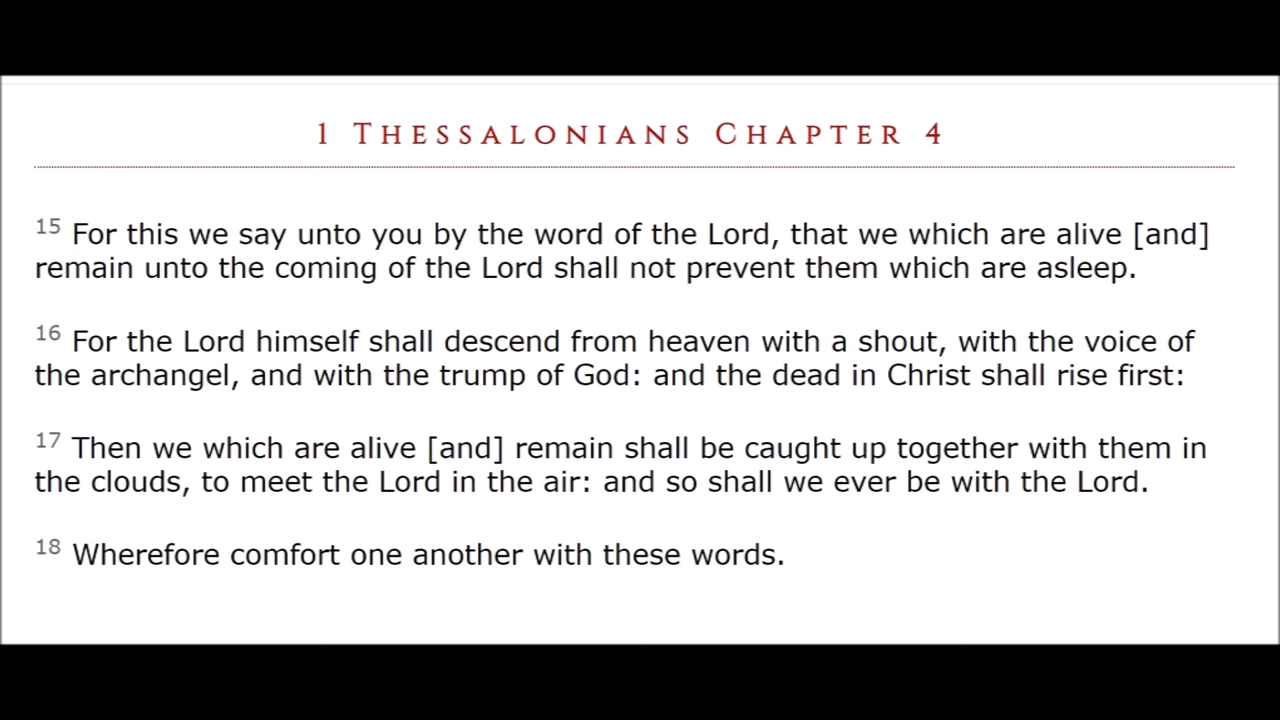 1 Thessalonians Chapter 4
15 For this we say unto you by the word of the Lord, that we which are alive [and]
remain unto the coming of the Lord shall not prevent them which are asleep.
16 For the Lord himself shall descend from heaven with a shout, with the voice of
the archangel, and with the trump of God: and the dead in Christ shall rise first:
17 Then we which are alive [and] remain shall be caught up together with them in
the clouds, to meet the Lord in the air: and so shall we ever be with the Lord.
18 Wherefore comfort one another with these words.